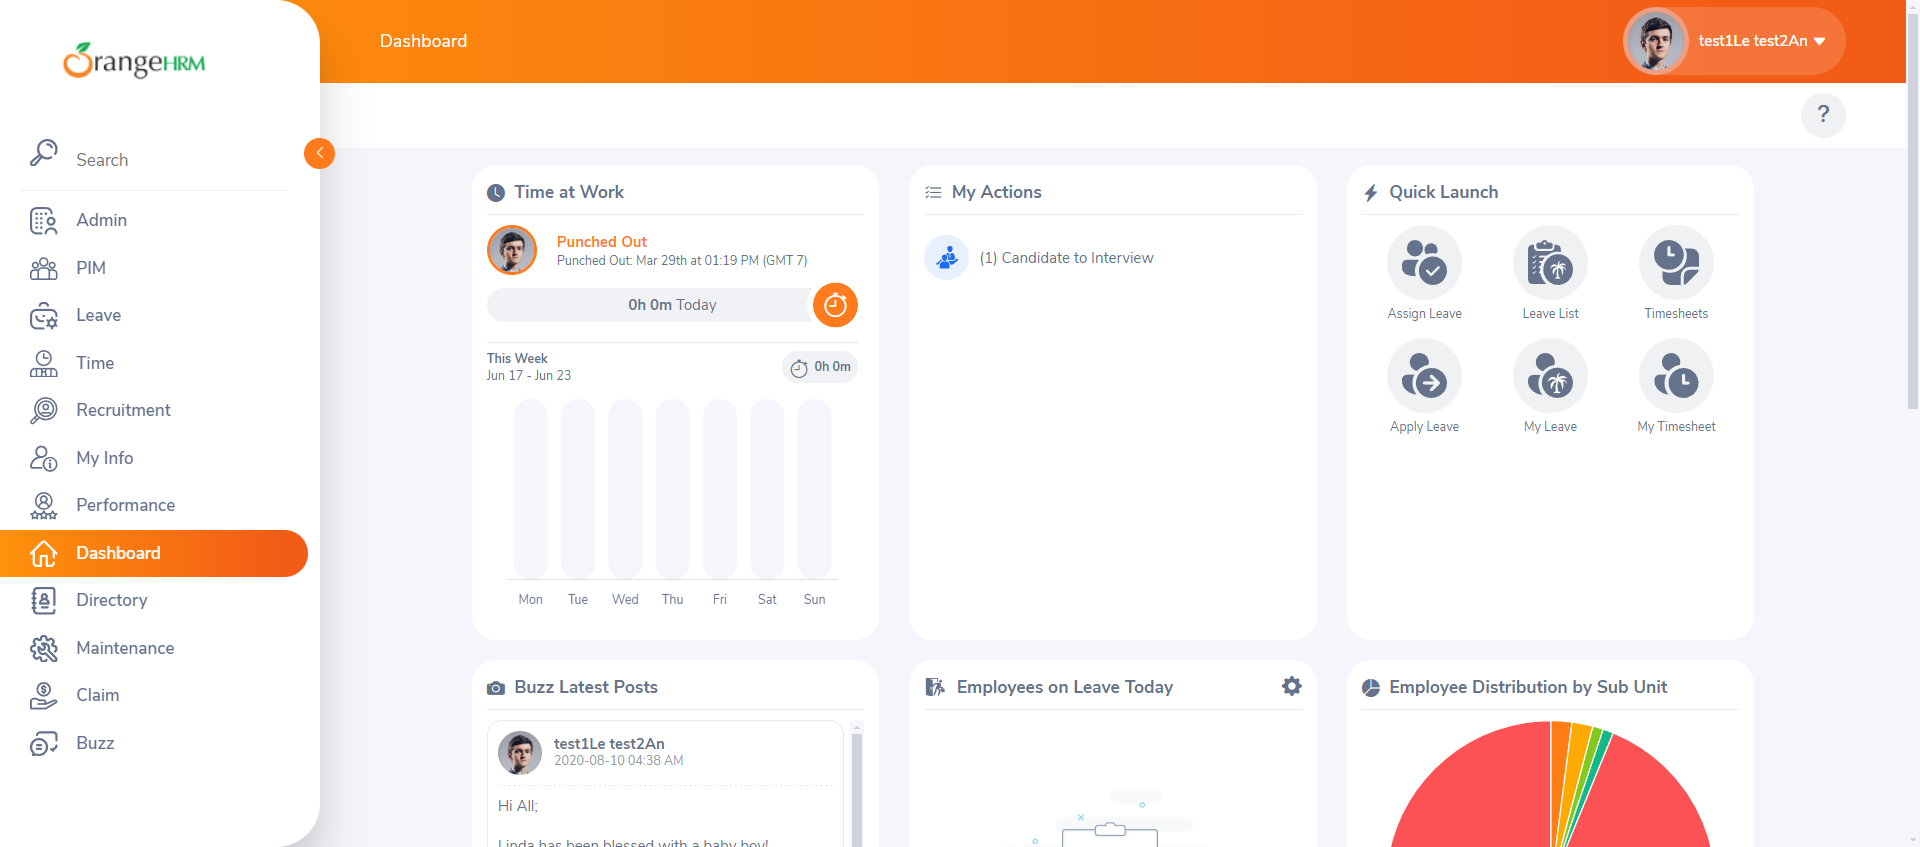 OrangeHRM
Dashboard
test1Le test2An
?
Search
Admin
PIM
Leave
Time
Recruitment
My Info
Performance
Dashboard
Directory
Maintenance
Claim
Buzz
Time at Work
Punched Out
Punched Out: Mar 29th at 01:19 PM (GMT 7)
0h 0m Today
This Week
Jun 17 - Jun 23
0h 0m
Mon Tue Wed Thu Fri Sat Sun
My Actions
(1) Candidate to Interview
Quick Launch
Assign Leave
Leave List
Timesheets
Apply Leave
My Leave
My Timesheet
Buzz Latest Posts
test1Le test2An
2020-08-10 04:38 AM
Hi All;
Linda has been blessed with a baby boy!
Employees on Leave Today
Employee Distribution by Sub Unit